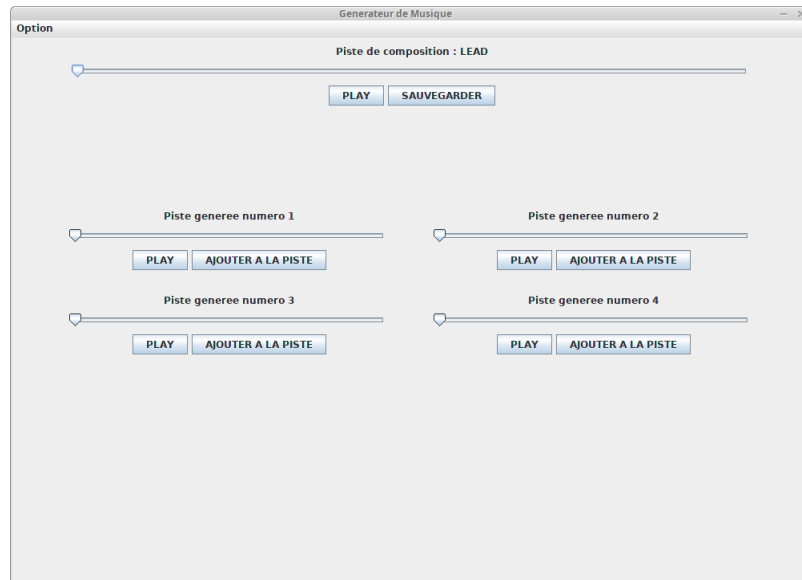 Generateur de Musique
Option
Piste de composition : LEAD
PLAY SAUVEGARDER
Piste generee numero 1 Piste generee numero 2
PLAY AJOUTER A LA PISTE PLAY AJOUTER A LA PISTE
Piste generee numero 3 Piste generee numero 4
PLAY AJOUTER A LA PISTE PLAY AJOUTER A LA PISTE